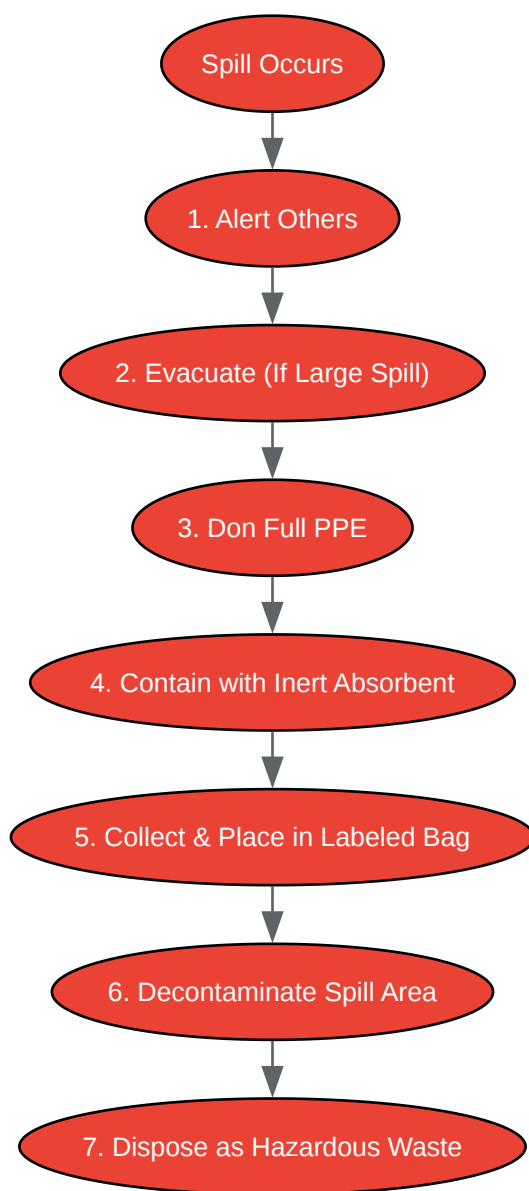 Spill Occurs
1. Alert Others
2. Evacuate (If Large Spill)
3. Don Full PPE
4. Contain with Inert Absorbent
5. Collect & Place in Labeled Bag
6. Decontaminate Spill Area
7. Dispose as Hazardous Waste